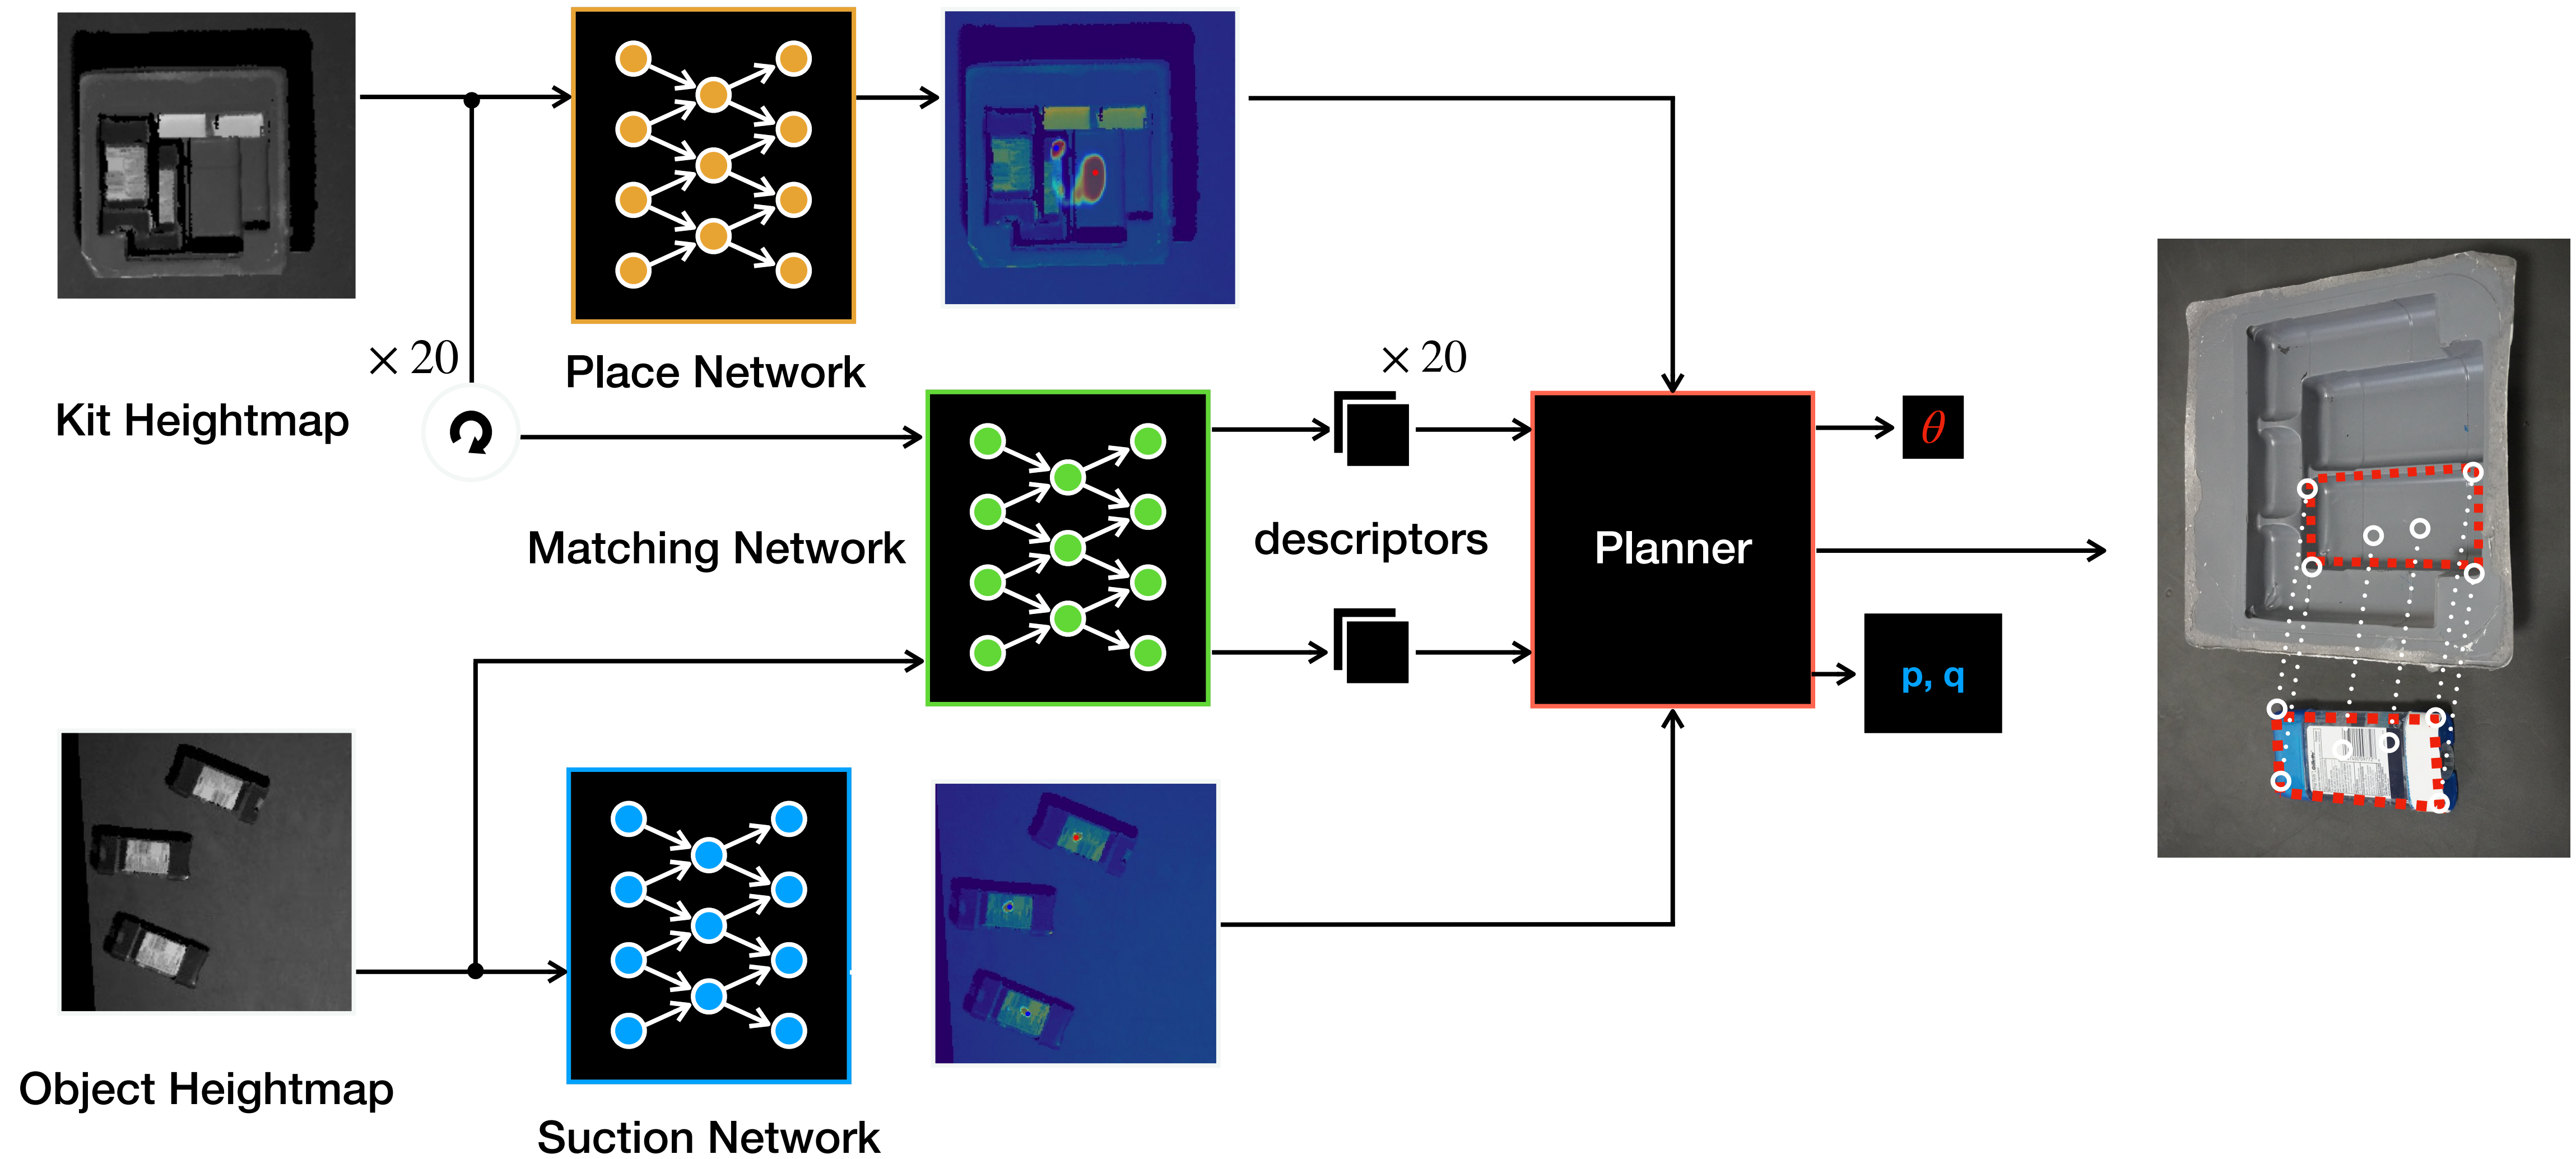 × 20
Place Network
× 20
Kit Heightmap
θ
Matching Network
descriptors
Planner
p, q
Object Heightmap
Suction Network